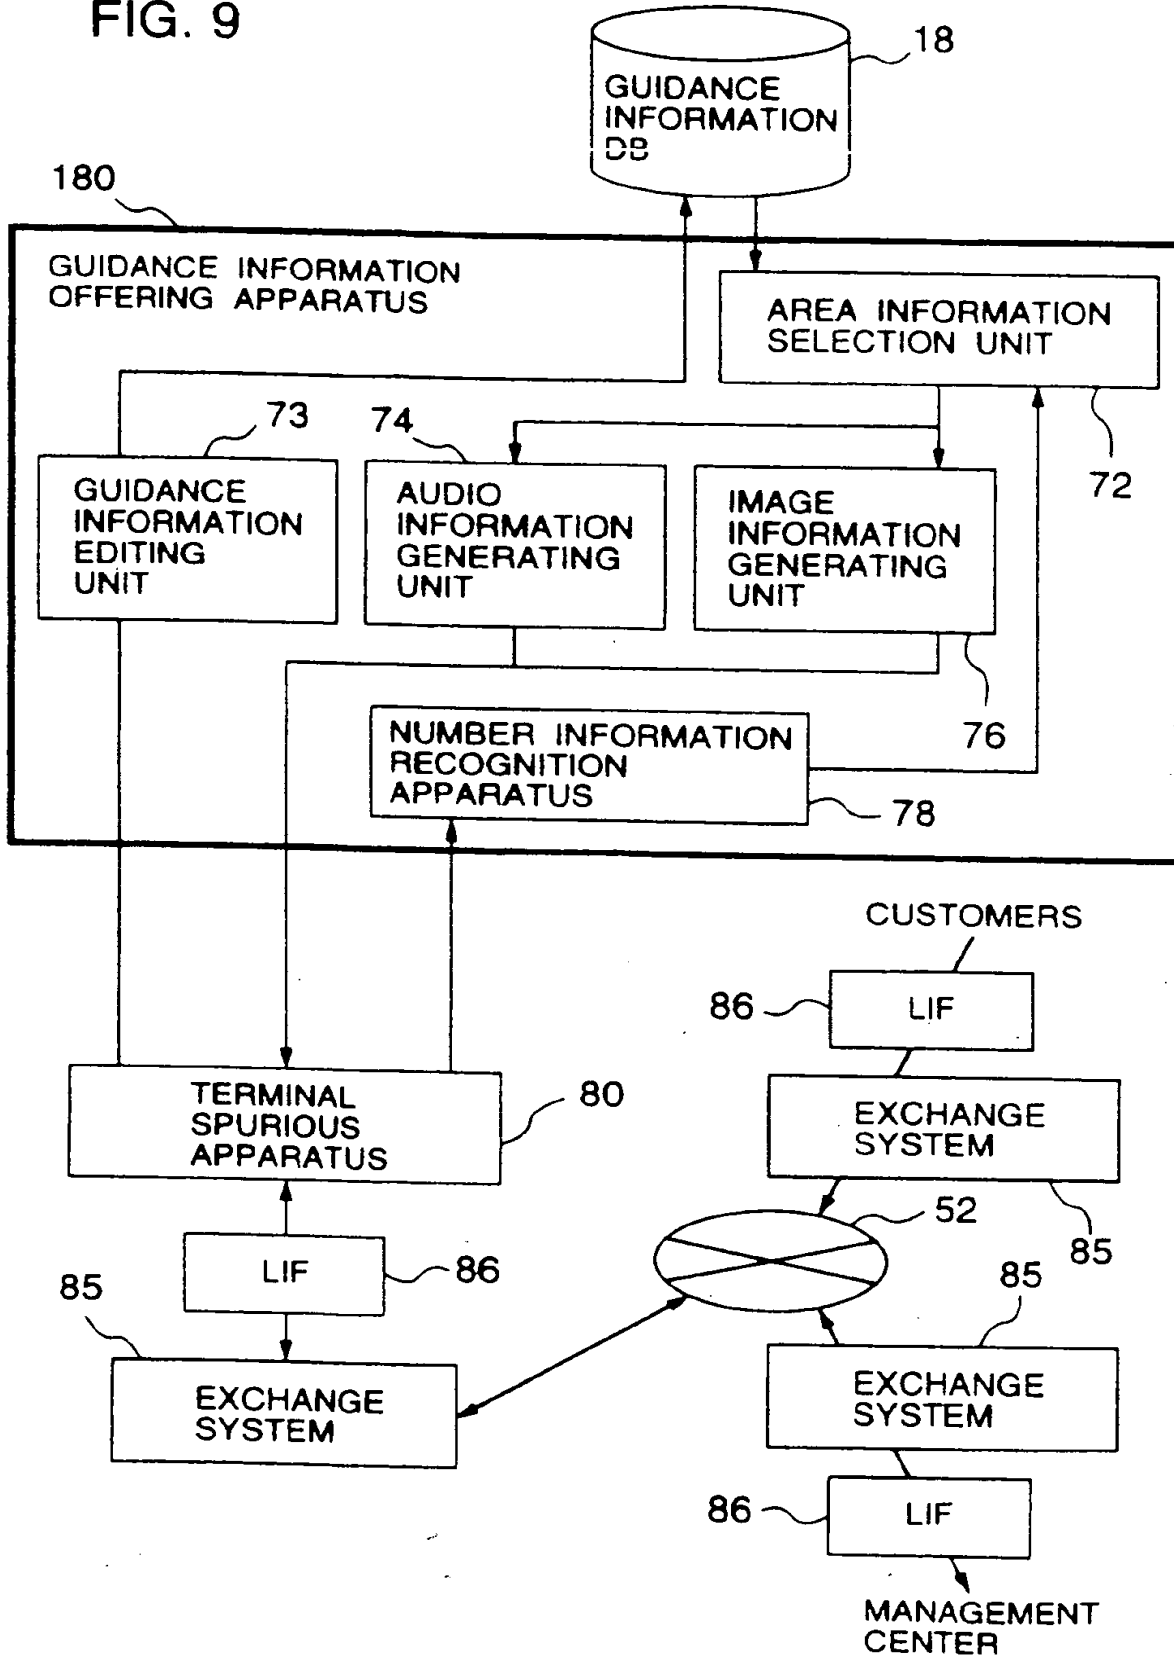 FIG. 9
18
GUIDANCE
INFORMATION
DB
180
GUIDANCE INFORMATION
OFFERING APPARATUS
AREA INFORMATION
SELECTION UNIT
72
73
74
GUIDANCE
INFORMATION
EDITING
UNIT
AUDIO
INFORMATION
GENERATING
UNIT
IMAGE
INFORMATION
GENERATING
UNIT
76
NUMBER INFORMATION
RECOGNITION
APPARATUS
78
CUSTOMERS
86
LIF
TERMINAL
SPURIOUS
APPARATUS
80
EXCHANGE
SYSTEM
85
52
LIF
86
85
EXCHANGE
SYSTEM
85
EXCHANGE
SYSTEM
86
LIF
MANAGEMENT
CENTER